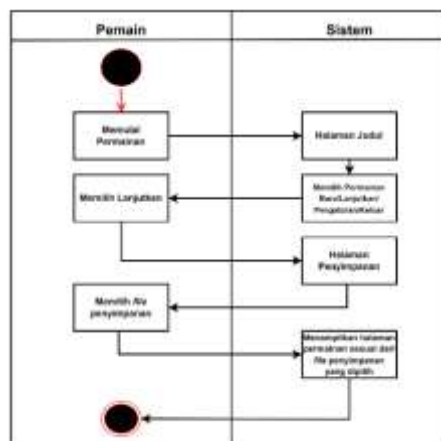 Pemain
Sistem
Memulai
Permainan
Halaman Judul
Memilih Permainan
Baru/Lanjutkan/
Pengaturan/Keluar
Memilih Lanjutkan
Halaman
Penyimpanan
Memilih file
penyimpanan
Menampilkan halaman
permainan sesuai dari
file penyimpanan
yang dipilih